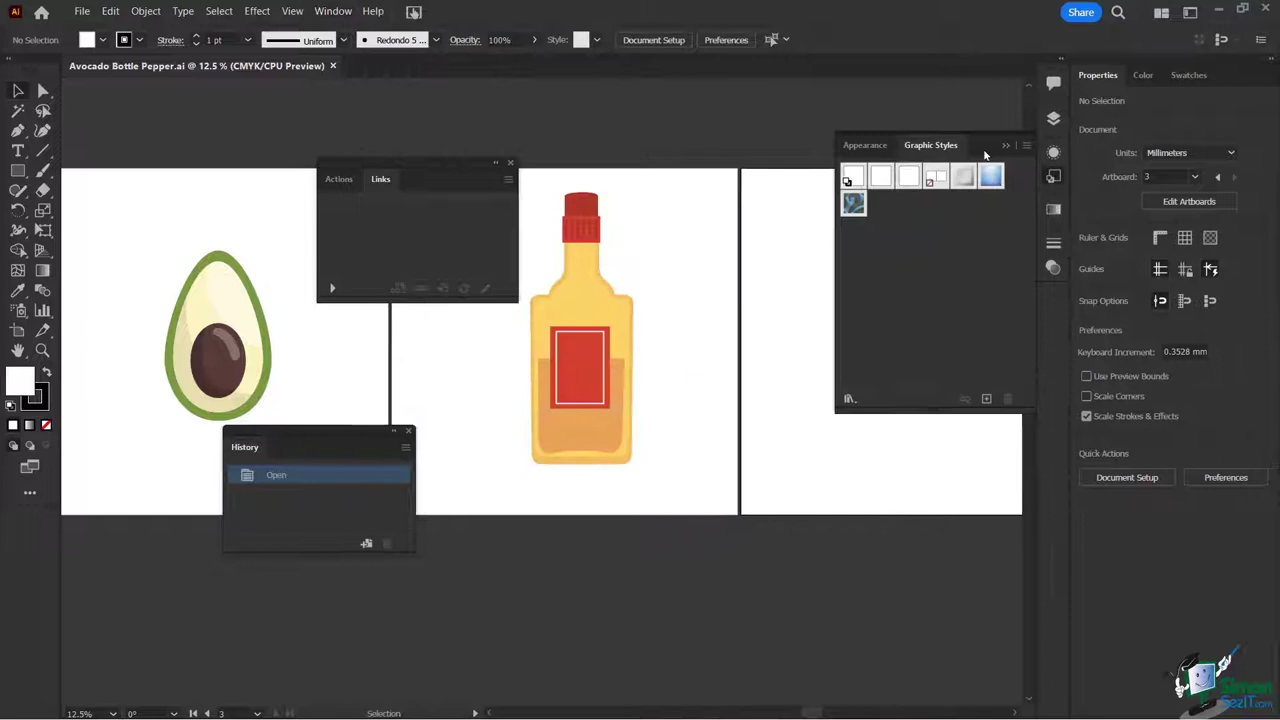 Ai File Edit Object Type Select Effect View Window Help Share
No Selection Stroke: 1 pt Uniform Redondo 5 ... Opacity: 100% Style: Document Setup Preferences
Avocado Bottle Pepper.ai @ 12.5 % (CMYK/CPU Preview) ×
Properties Color Swatches
No Selection
Document
Units: Millimeters
Artboard: 3
Edit Artboards
Ruler & Grids
Guides
Snap Options
Preferences
Keyboard Increment: 0.3528 mm
Use Preview Bounds
Scale Corners
Scale Strokes & Effects
Quick Actions
Document Setup Preferences
Appearance Graphic Styles
Actions Links
History
Open
12.5% 0° 3 Selection
Simon
SezIT.com